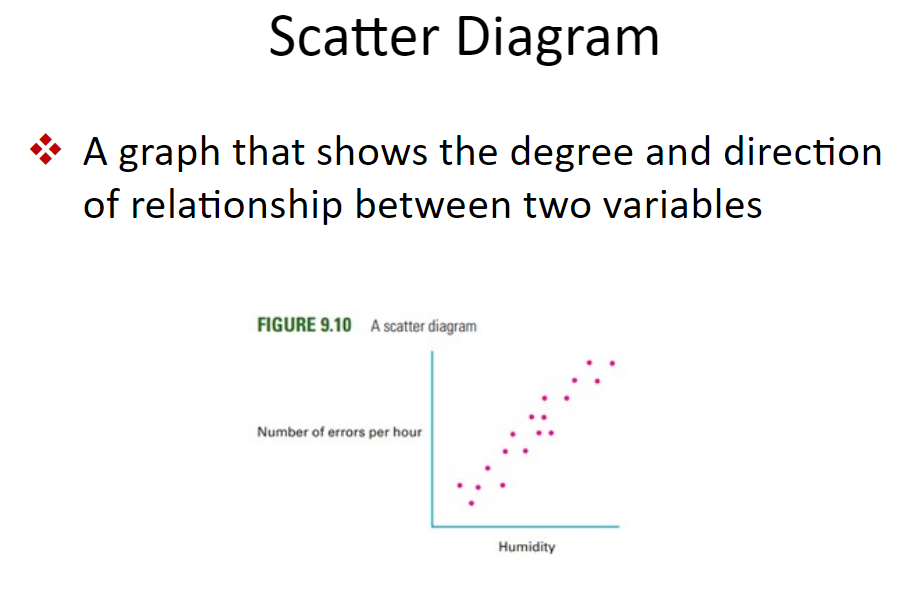 Scatter Diagram
A graph that shows the degree and direction
of relationship between two variables
FIGURE 9.10 A scatter diagram
Number of errors per hour
Humidity